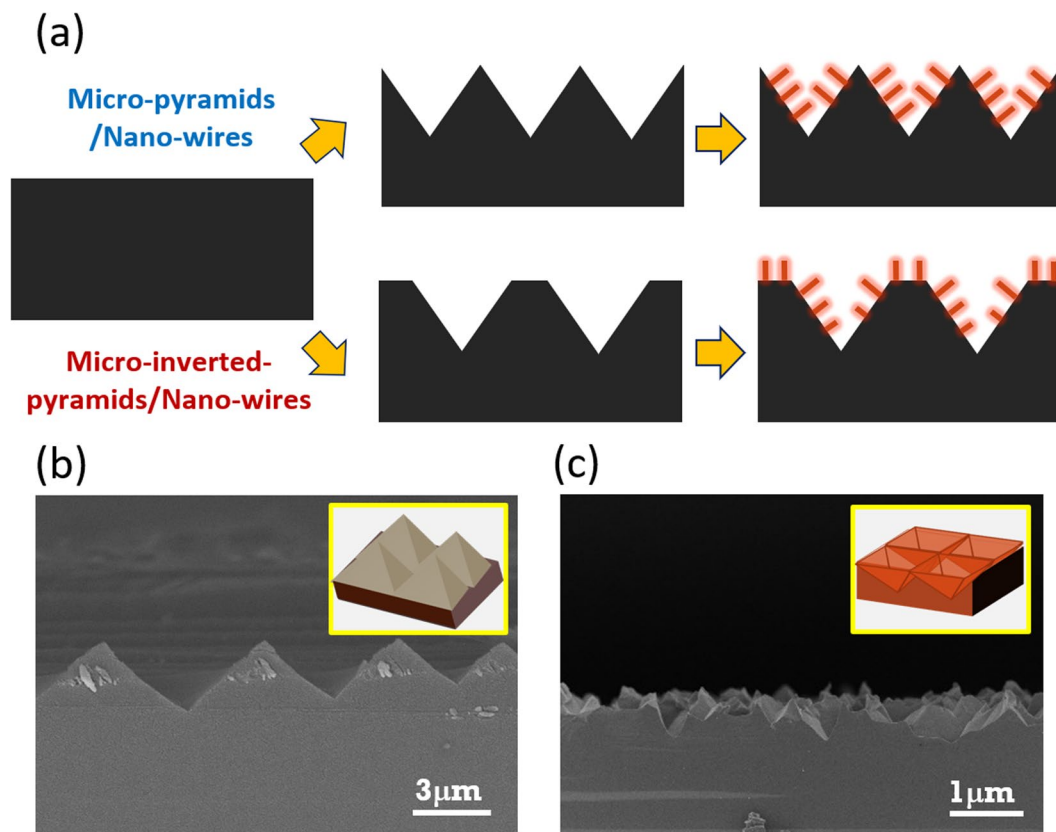 (a)
Micro-pyramids
/Nano-wires
Micro-inverted-
pyramids/Nano-wires
(b)
(c)
3μm
1μm